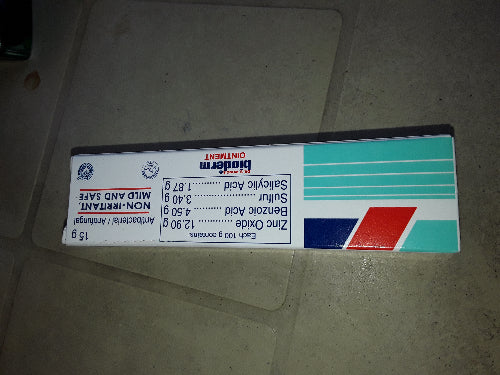 Each 100 g contains:
Zinc Oxide ............ 12.90 g
Benzoic Acid ....... 4.50 g
Sulfur .................. 3.40 g
Salicylic Acid ......... 1.87 g
bioderm
OINTMENT
15 g
Antibacterial / Antifungal
NON-IRRITANT.
MILD AND SAFE